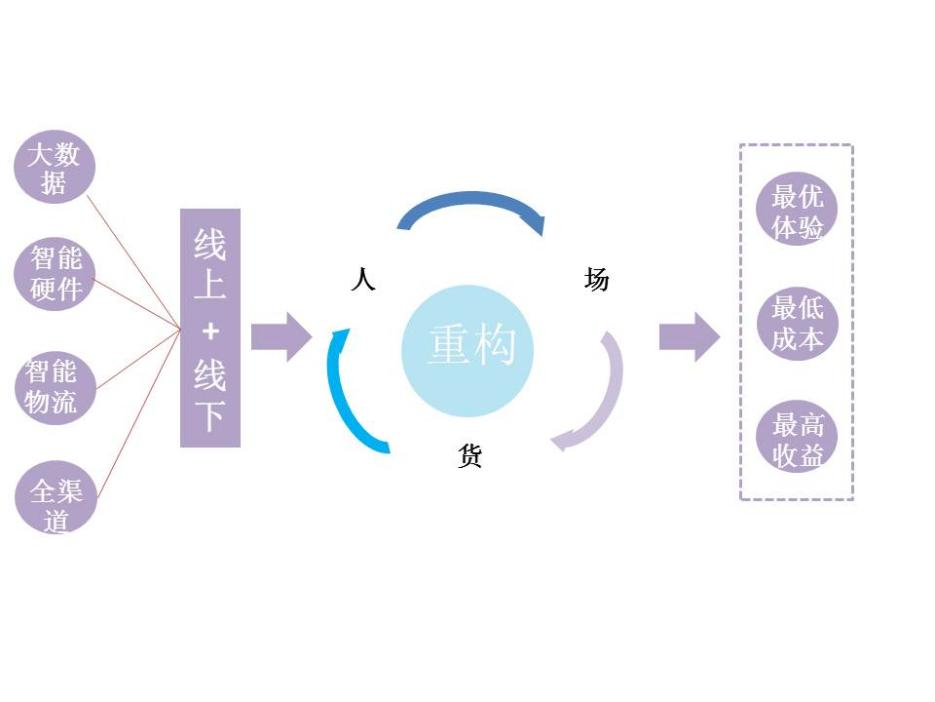 大数
据
智能
硬件
智能
物流
全渠
道
线
上
+
线
下
人
场
重构
货
最优
体验
最低
成本
最高
收益